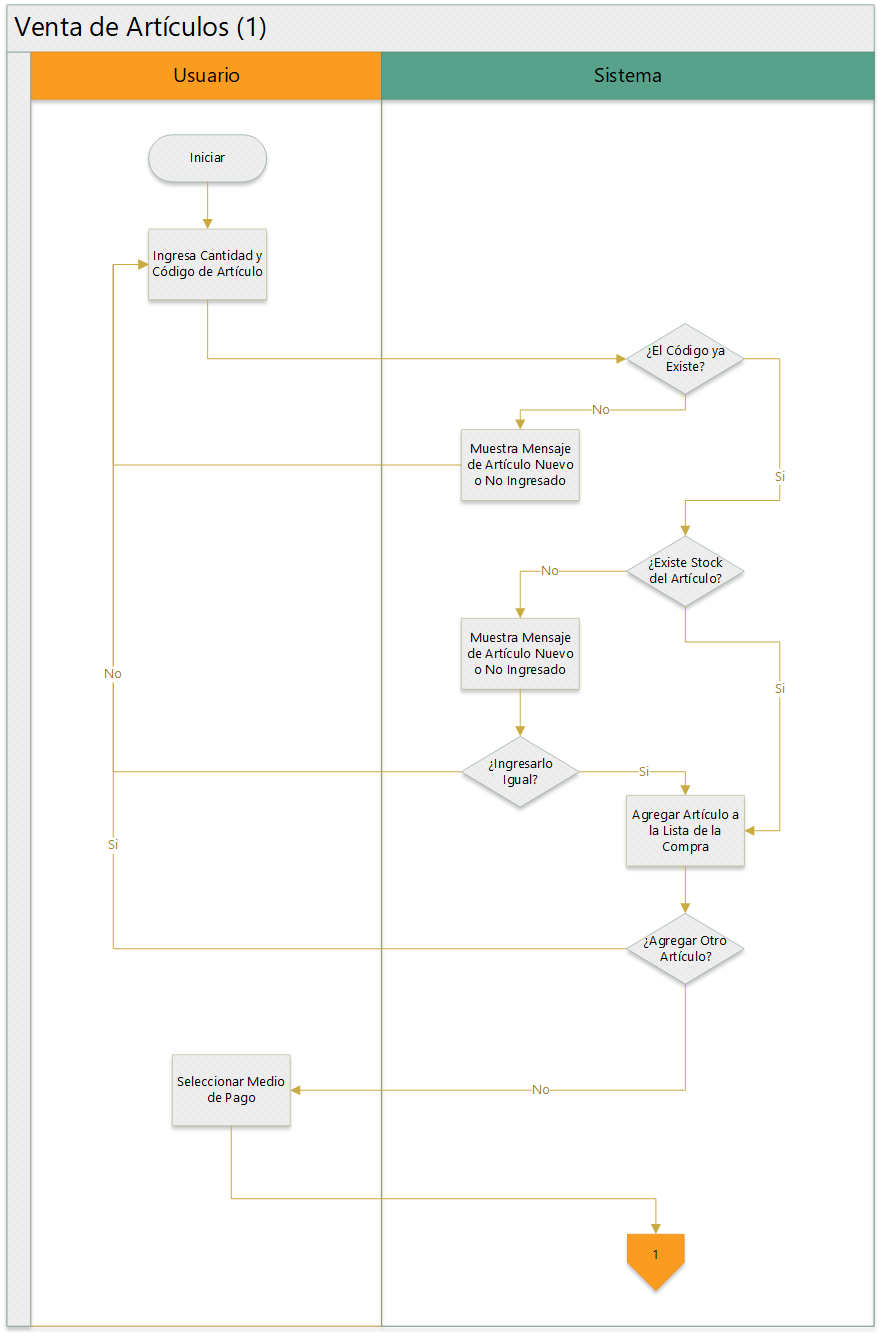 Venta de Artículos (1)
Usuario
Sistema
Iniciar
Ingresa Cantidad y
Código de Artículo
¿El Código ya
Existe?
No
Muestra Mensaje
de Artículo Nuevo
o No Ingresado
Si
¿Existe Stock
del Artículo?
No
Muestra Mensaje
de Artículo Nuevo
o No Ingresado
No
Si
¿Ingresarlo
Igual?
Si
Agregar Artículo a
la Lista de la
Compra
Si
¿Agregar Otro
Artículo?
Seleccionar Medio
de Pago
No
1